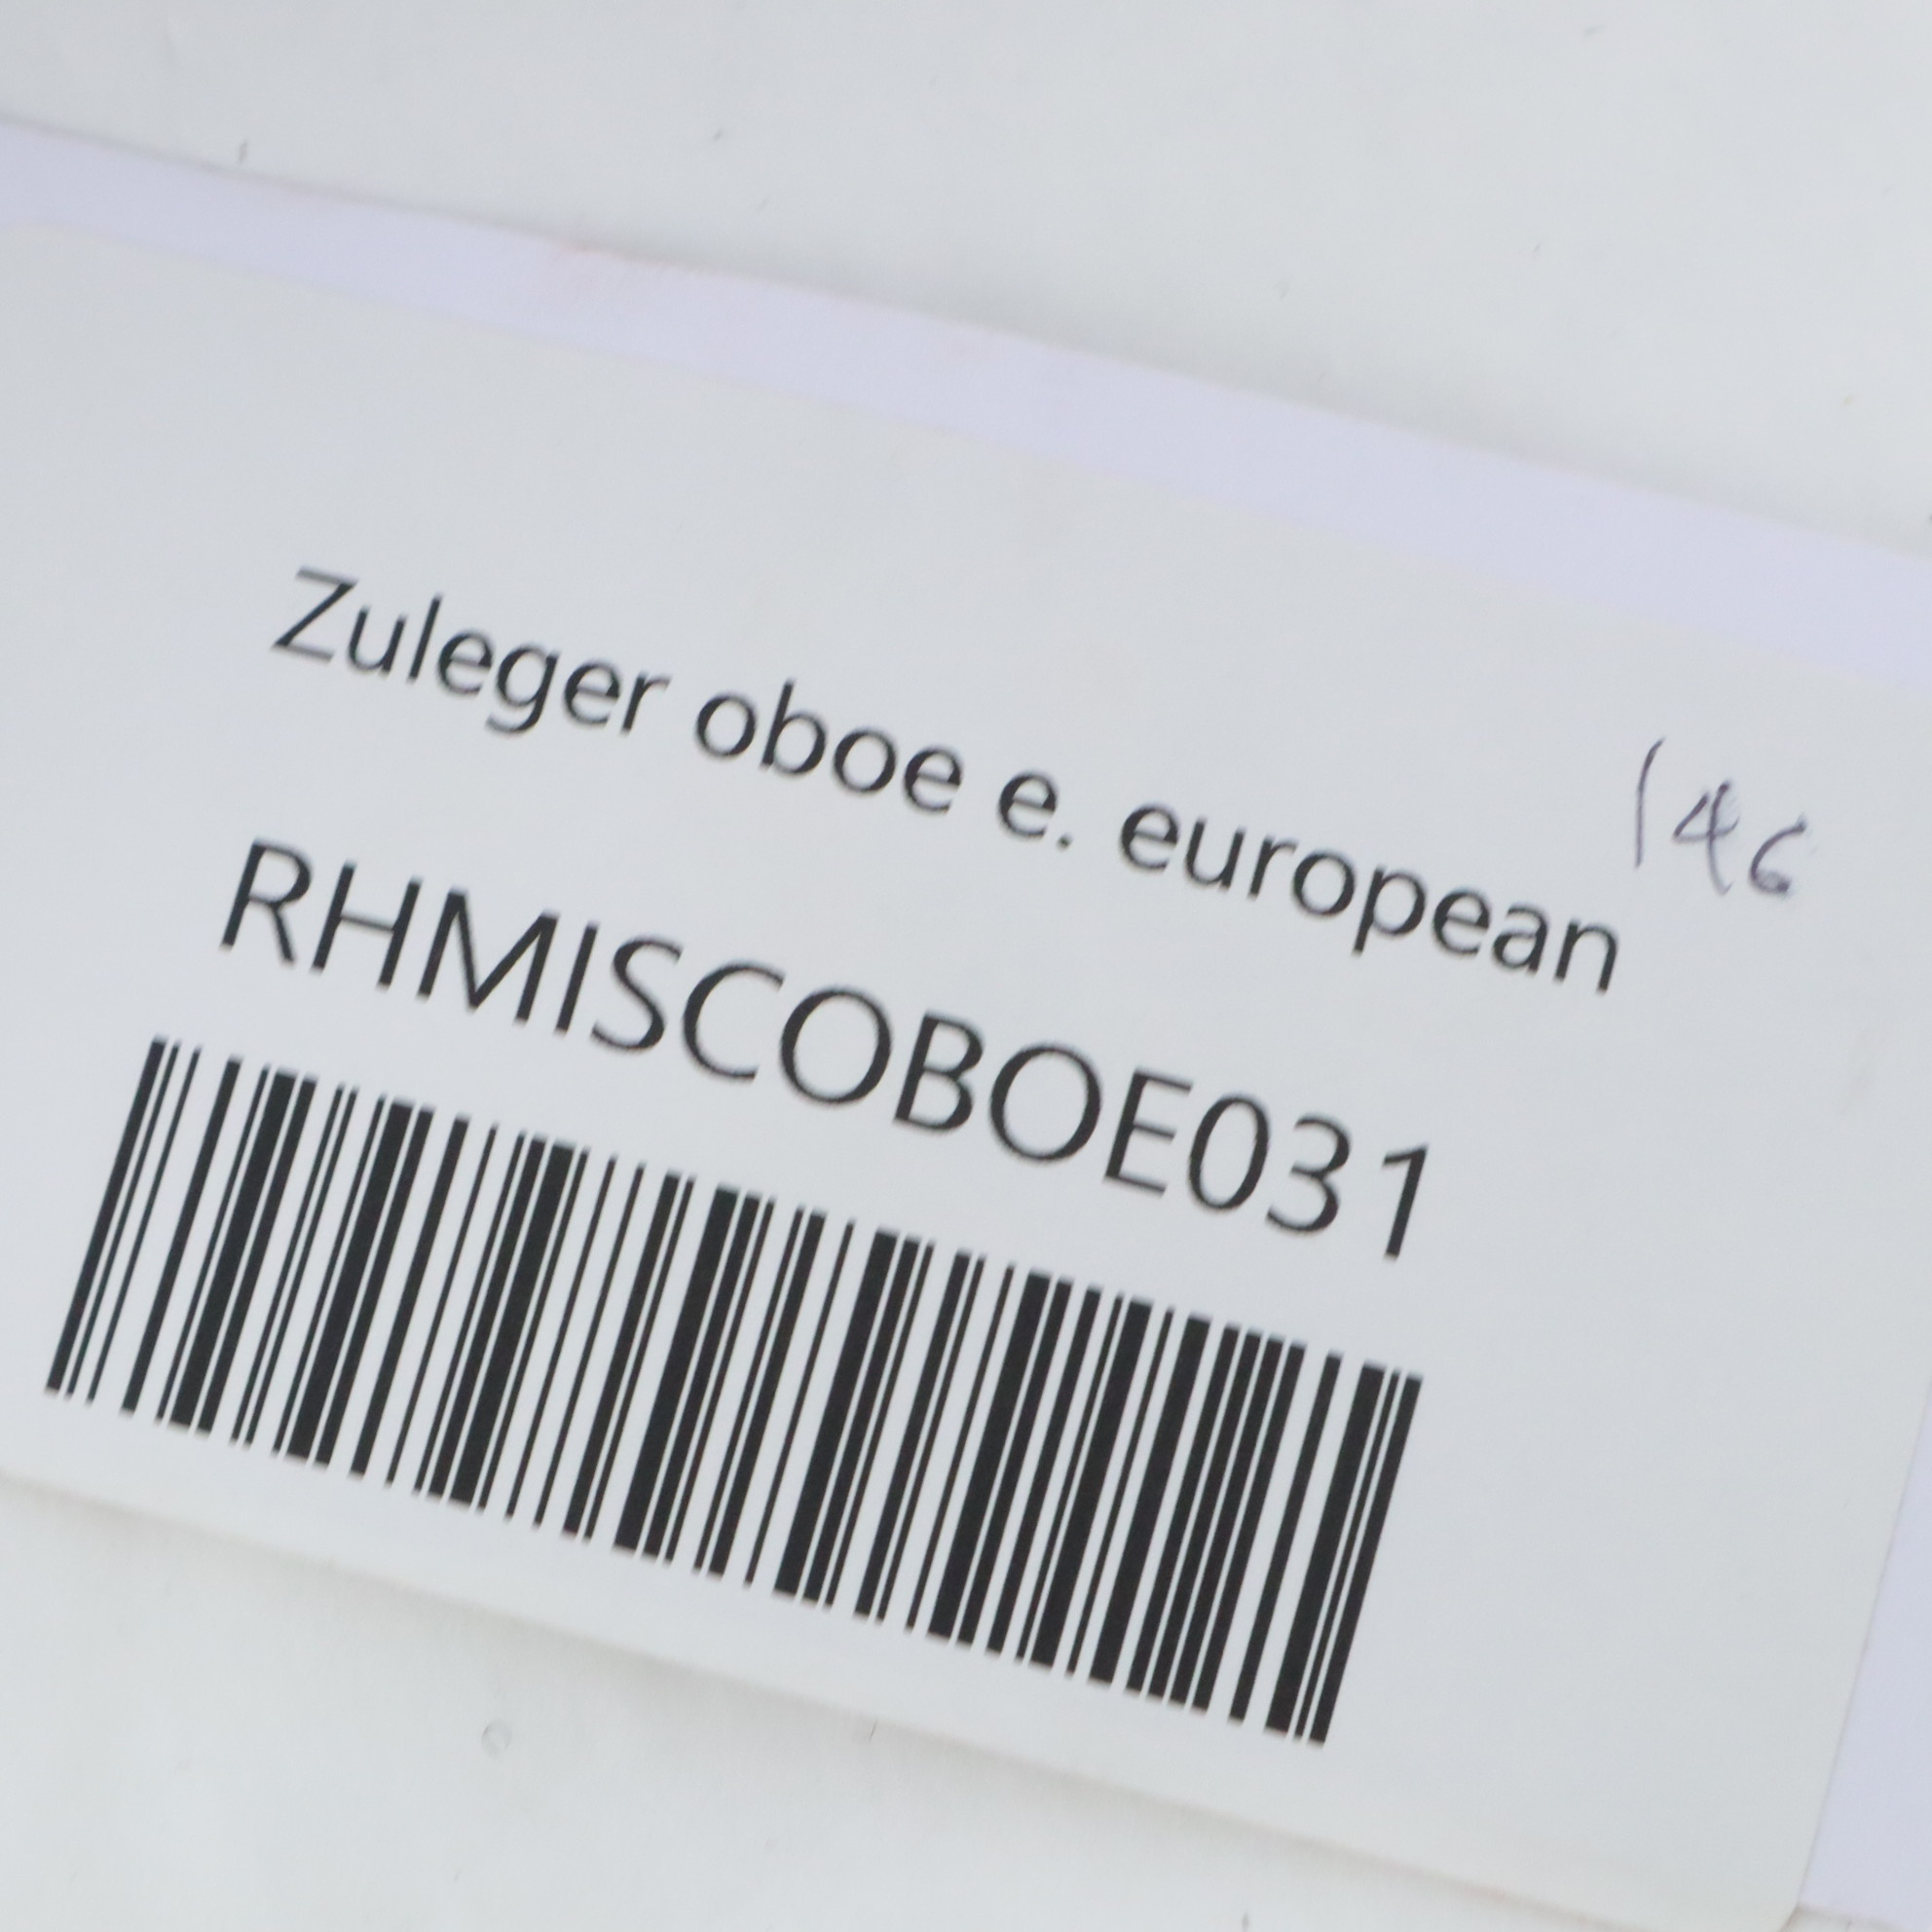 Zuleger oboe e. european
146
RHMISCOBOE031